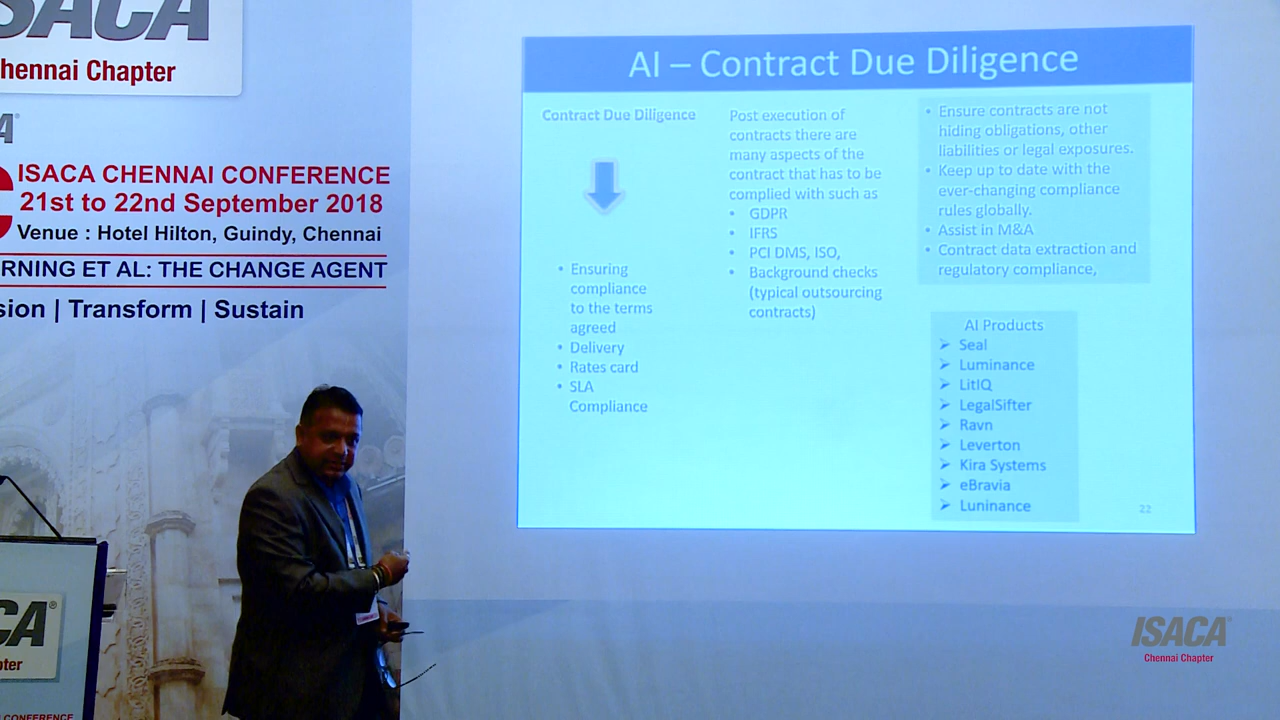 ISACA
hennai Chapter
A
C
ISACA CHENNAI CONFERENCE
21st to 22nd September 2018
Venue : Hotel Hilton, Guindy, Chennai
RNING ET AL: THE CHANGE AGENT
sion | Transform | Sustain
CA
pter
CONFERENCE
AI – Contract Due Diligence
Contract Due Diligence
• Ensuring
compliance
to the terms
agreed
• Delivery
• Rates card
• SLA
Compliance
Post execution of
contracts there are
many aspects of the
contract that has to be
complied with such as
• GDPR
• IFRS
• PCI DMS, ISO,
• Background checks
(typical outsourcing
contracts)
• Ensure contracts are not
hiding obligations, other
liabilities or legal exposures.
• Keep up to date with the
ever-changing compliance
rules globally.
• Assist in M&A
• Contract data extraction and
regulatory compliance,
AI Products
➢ Seal
➢ Luminance
➢ LitIQ
➢ LegalSifter
➢ Ravn
➢ Leverton
➢ Kira Systems
➢ eBravia
➢ Luninance
22
ISACA
Chennai Chapter